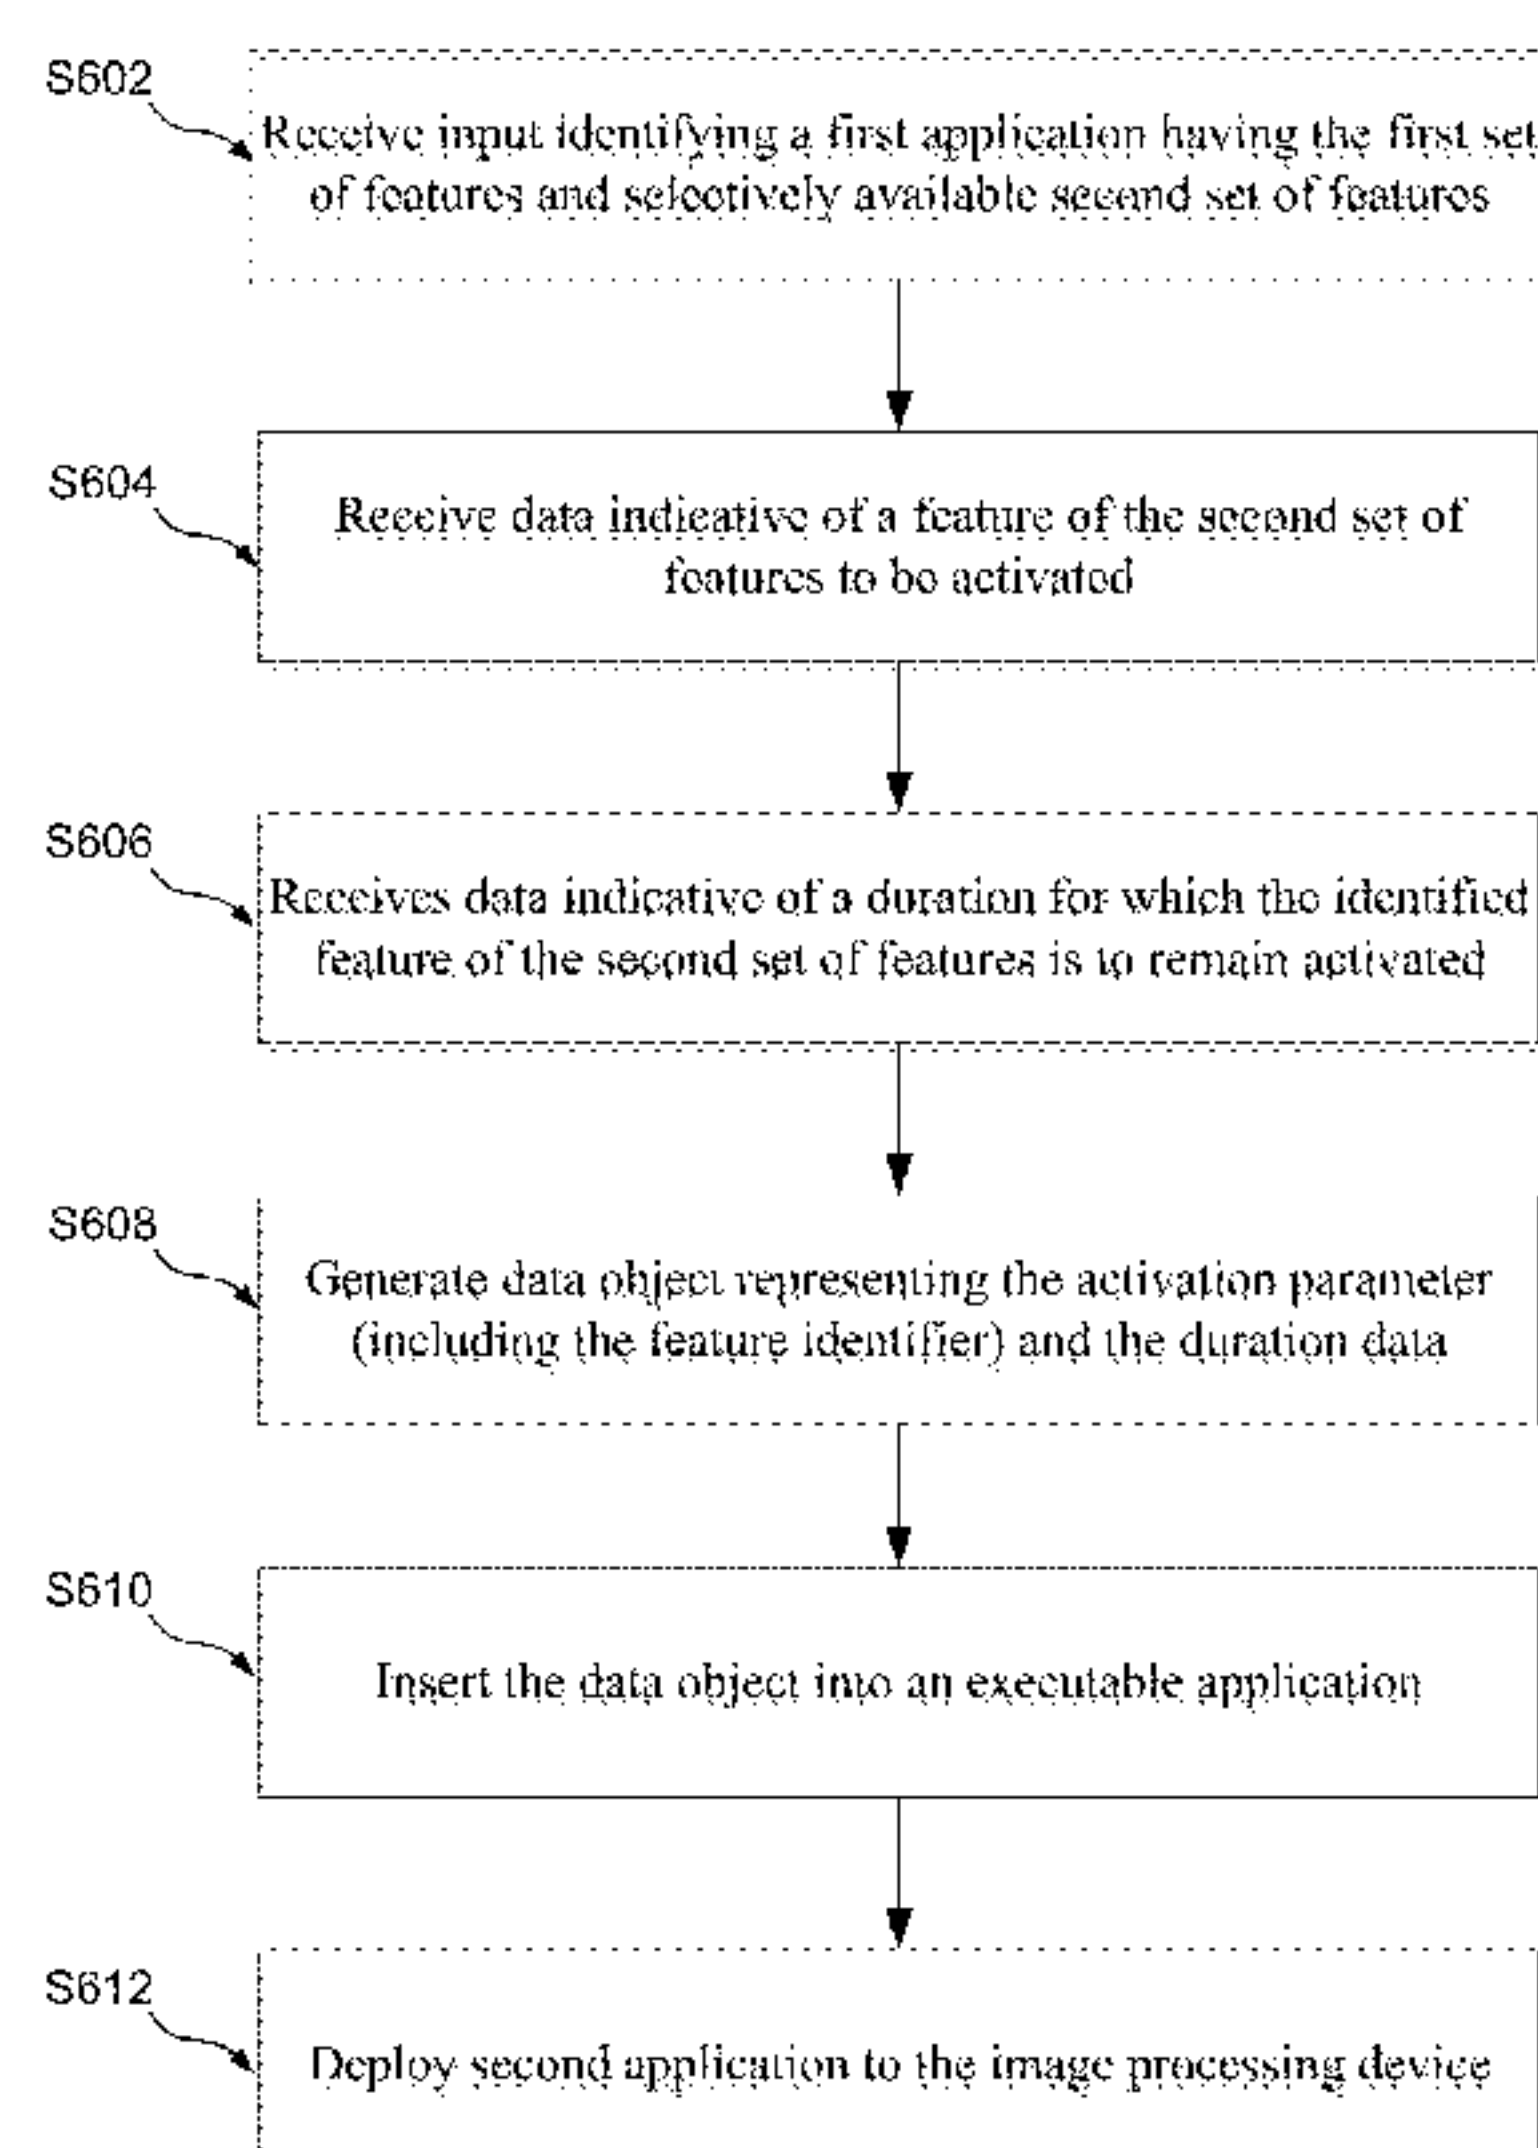 S602
Receive input identifying a first application having the first set
of features and selectively available second set of features
S604
Receive data indicative of a feature of the second set of
features to be activated
S606
Receives data indicative of a duration for which the identified
feature of the second set of features is to remain activated
S608
Generate data object representing the activation parameter
(including the feature identifier) and the duration data
S610
Insert the data object into an executable application
S612
Deploy second application to the image processing device